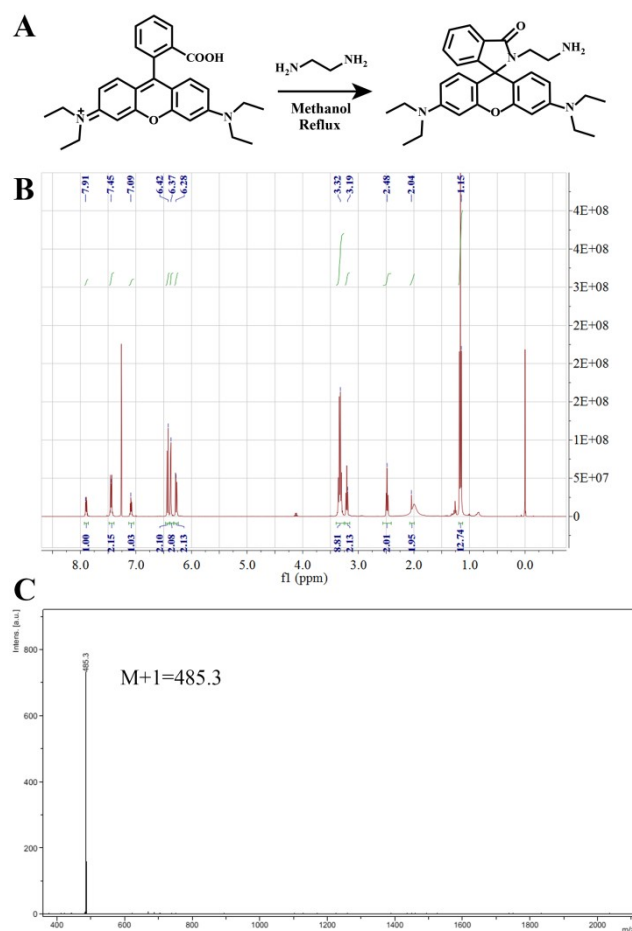 A
COOH
H₂N
NH₂
Methanol
Reflux
N⁺
O
N
O
N
NH₂
N
O
N
B
7.91
7.45
7.09
6.42
6.37
6.28
3.32
3.19
2.48
2.04
1.15
4E+08
4E+08
3E+08
2E+08
2E+08
1E+08
5E+07
0
1.00
2.15
1.03
2.10
2.08
2.13
8.81
2.13
2.01
1.95
12.74
8.0
7.0
6.0
5.0
4.0
3.0
2.0
1.0
0.0
f1 (ppm)
C
Intens. [a.u.]
800
600
400
200
0
485.3
M+1=485.3
400
600
800
1000
1200
1400
1600
1800
2000